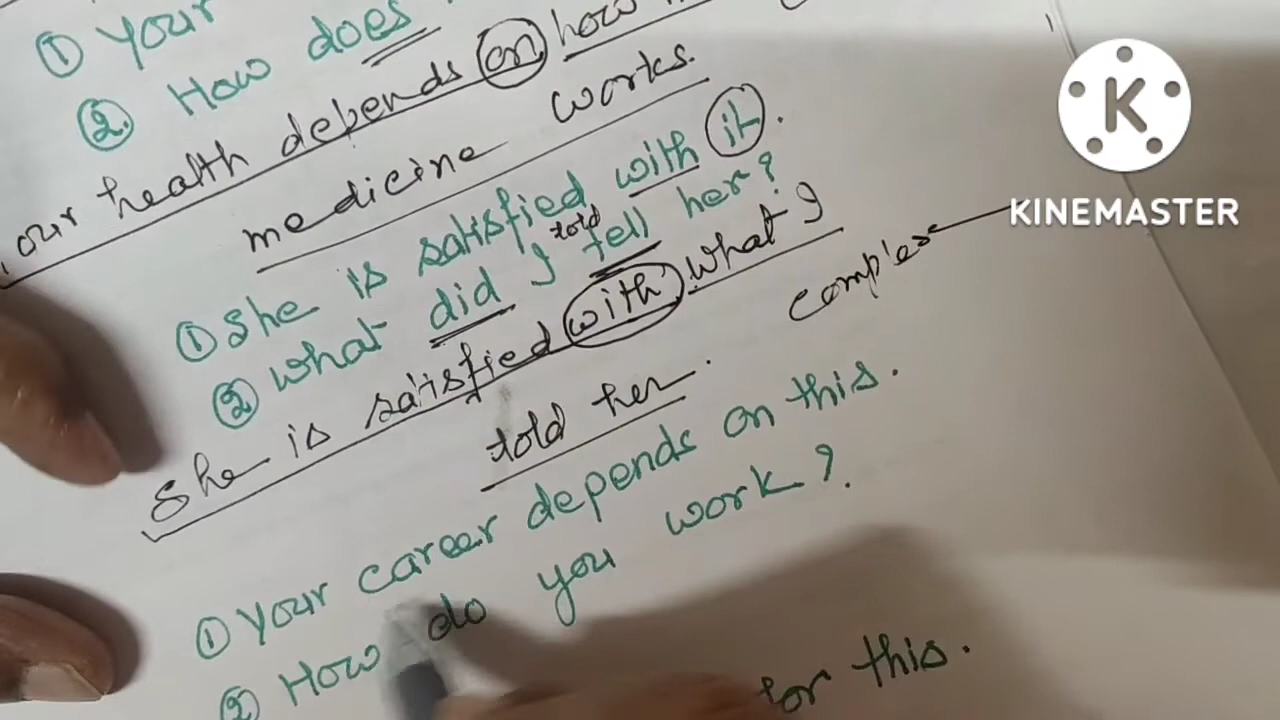 ① Your
②. How does
our health depends on how
medicine works.
① She is satisfied with it.
told
② What did I tell her?
She is satisfied with what I
told her.
complex
① Your career depends on this.
② How do you work?
for this.
K
KINEMASTER